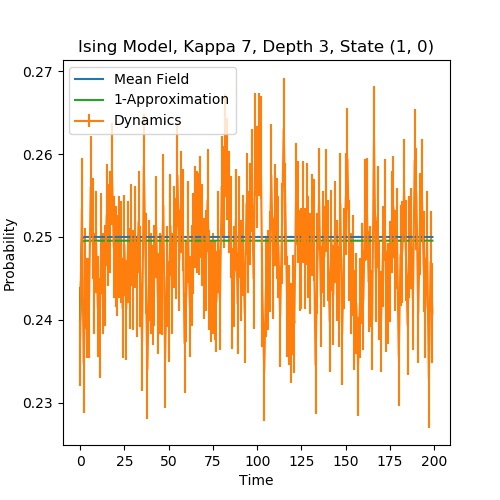 Ising Model, Kappa 7, Depth 3, State (1, 0)
Mean Field
1-Approximation
Dynamics
0.27
0.26
0.25
0.24
0.23
Probability
0 25 50 75 100 125 150 175 200
Time